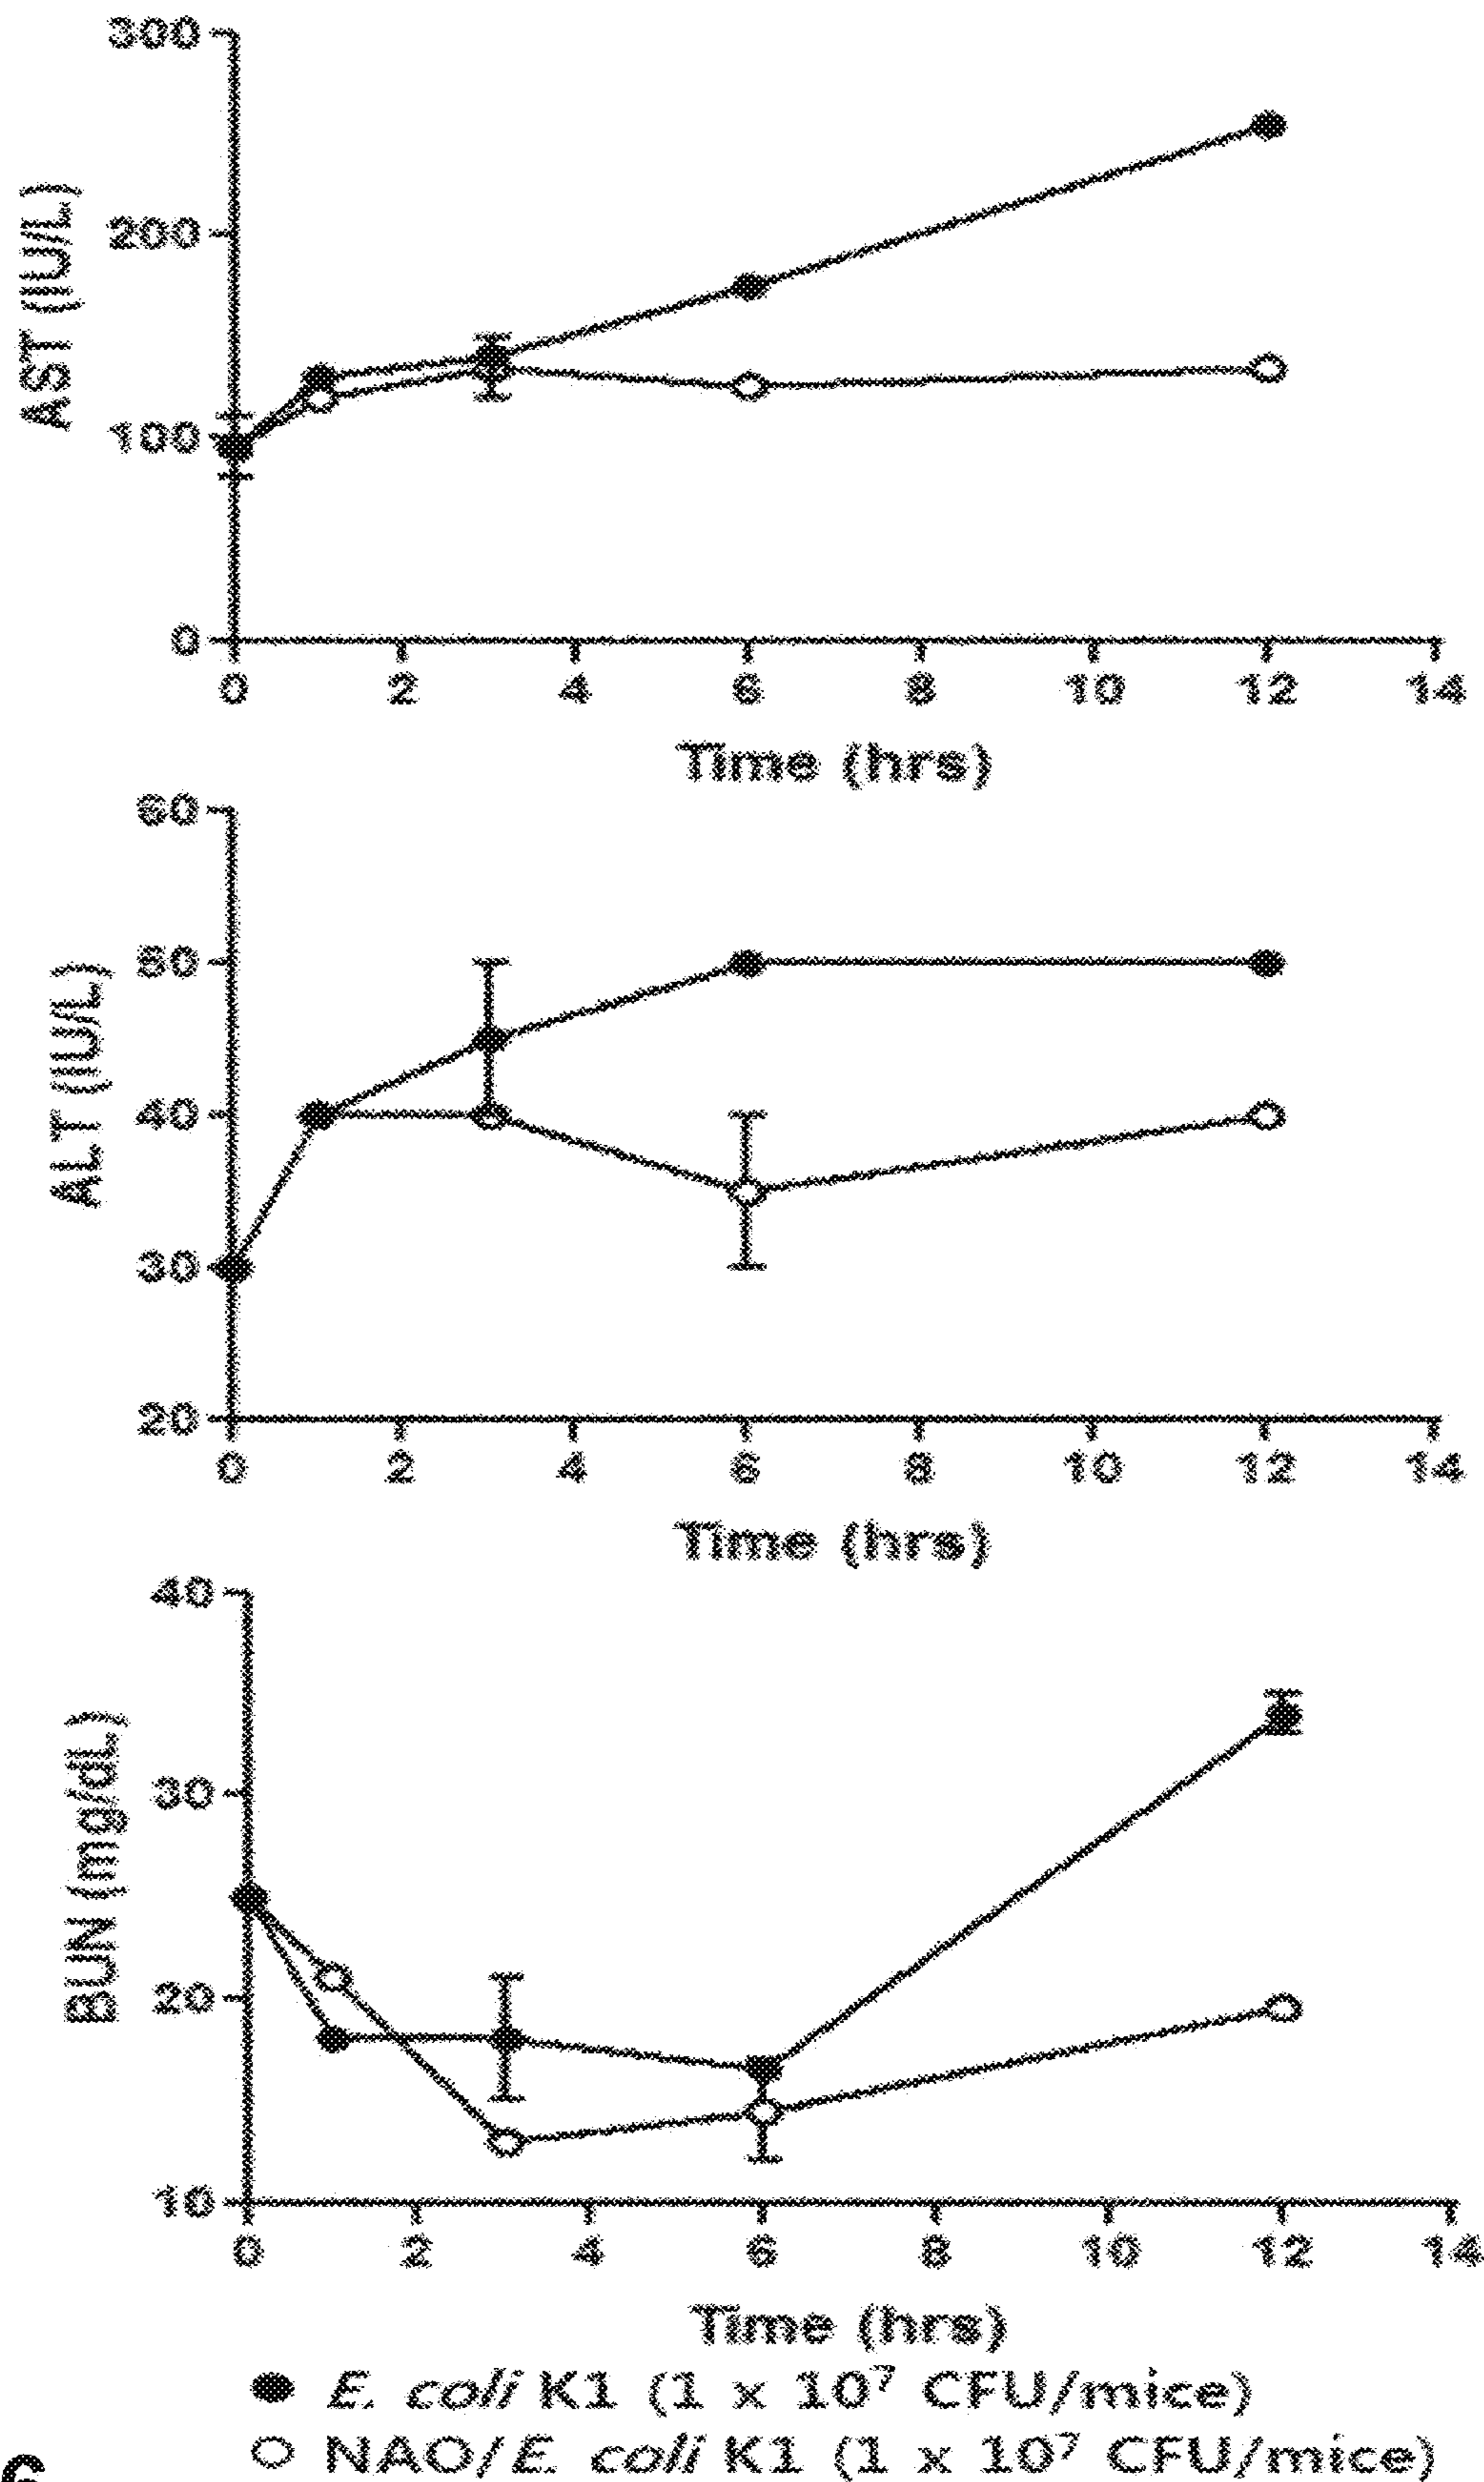 300
200
100
0
AST (IU/L)
0 2 4 6 8 10 12 14
Time (hrs)
60
50
40
30
20
ALT (IU/L)
0 2 4 6 8 10 12 14
Time (hrs)
40
30
20
10
BUN (mg/dL)
0 2 4 6 8 10 12 14
Time (hrs)
E. coli K1 (1 x 10⁷ CFU/mice)
NAO/E. coli K1 (1 x 10⁷ CFU/mice)